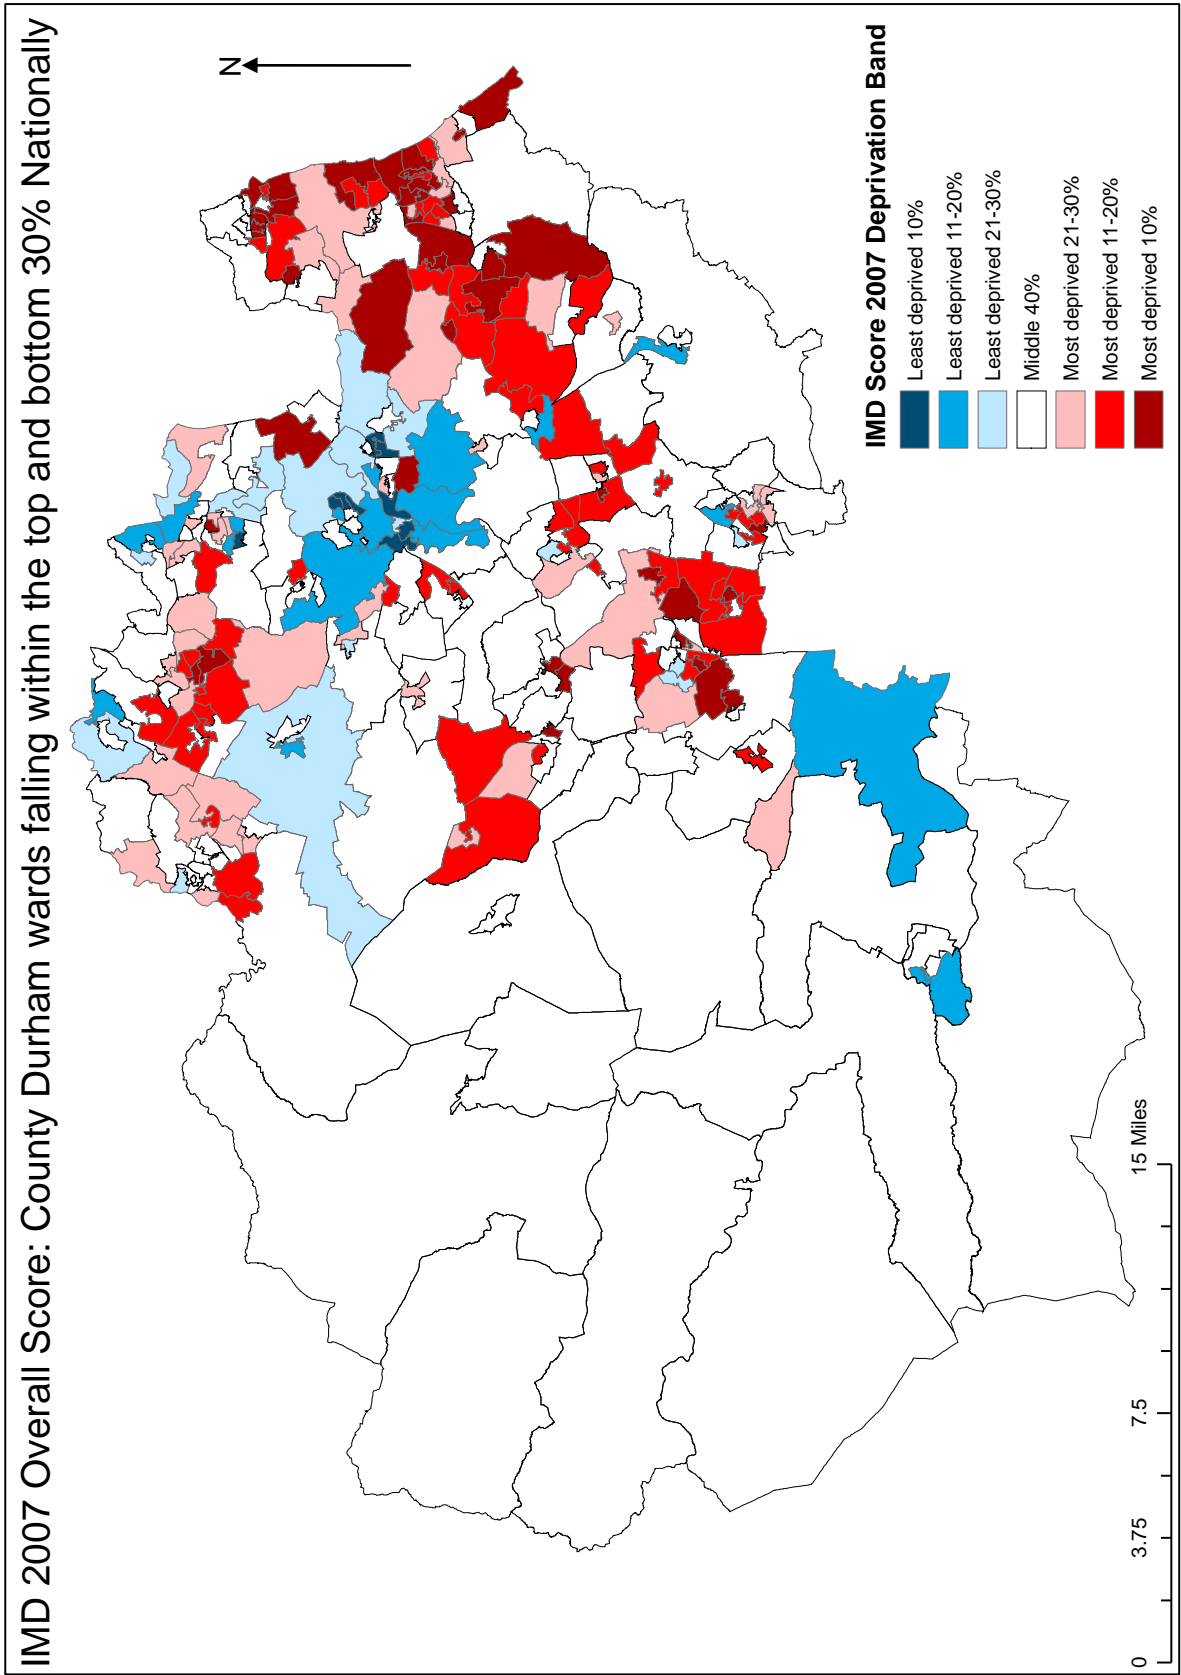 IMD 2007 Overall Score: County Durham wards falling within the top and bottom 30% Nationally
N
IMD Score 2007 Deprivation Band
Least deprived 10%
Least deprived 11-20%
Least deprived 21-30%
Middle 40%
Most deprived 21-30%
Most deprived 11-20%
Most deprived 10%
0 3.75 7.5 15 Miles